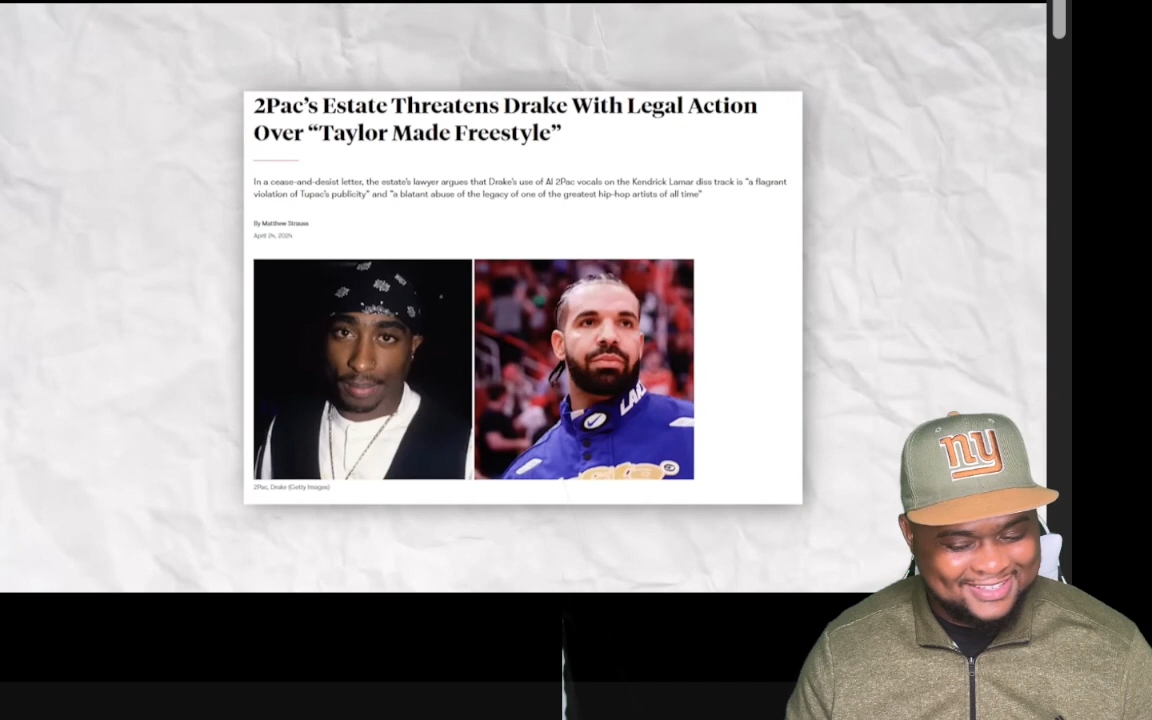 2Pac's Estate Threatens Drake With Legal Action
Over “Taylor Made Freestyle”
In a cease-and-desist letter, the estate's lawyer argues that Drake's use of AI 2Pac vocals on the Kendrick Lamar diss track is “a flagrant
violation of Tupac's publicity” and “a blatant abuse of the legacy of one of the greatest hip-hop artists of all time”
By Matthew Strauss
April 24, 2024
2Pac, Drake (Getty Images)
ny